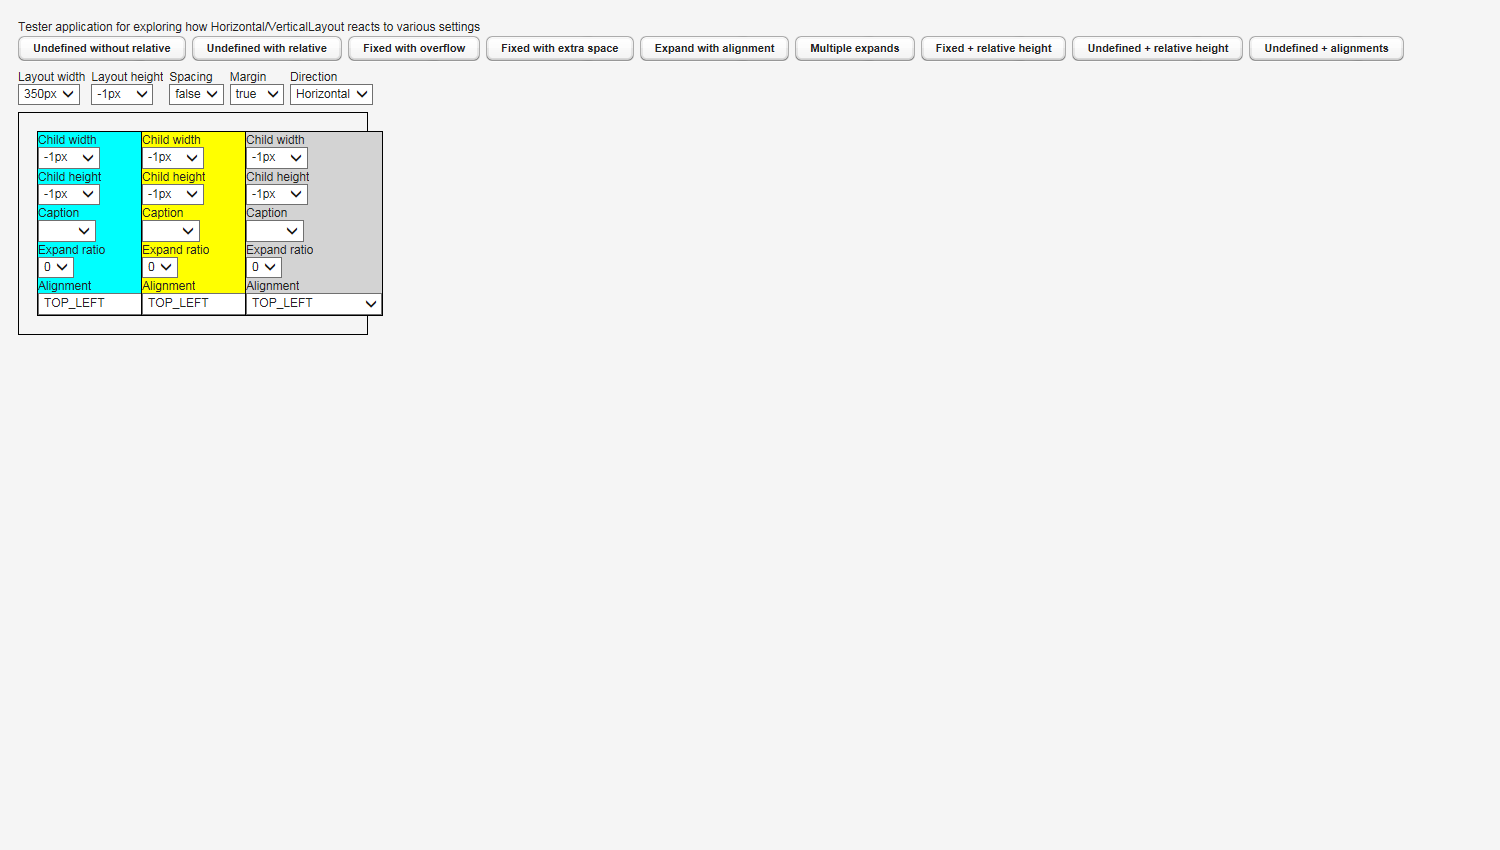 Tester application for exploring how Horizontal/VerticalLayout reacts to various settings
Undefined without relative Undefined with relative Fixed with overflow Fixed with extra space Expand with alignment Multiple expands Fixed + relative height Undefined + relative height Undefined + alignments
Layout width Layout height Spacing Margin Direction
350px -1px false true Horizontal
Child width Child width Child width
-1px -1px -1px
Child height Child height Child height
-1px -1px -1px
Caption Caption Caption
Expand ratio Expand ratio Expand ratio
0 0 0
Alignment Alignment Alignment
TOP_LEFT TOP_LEFT TOP_LEFT